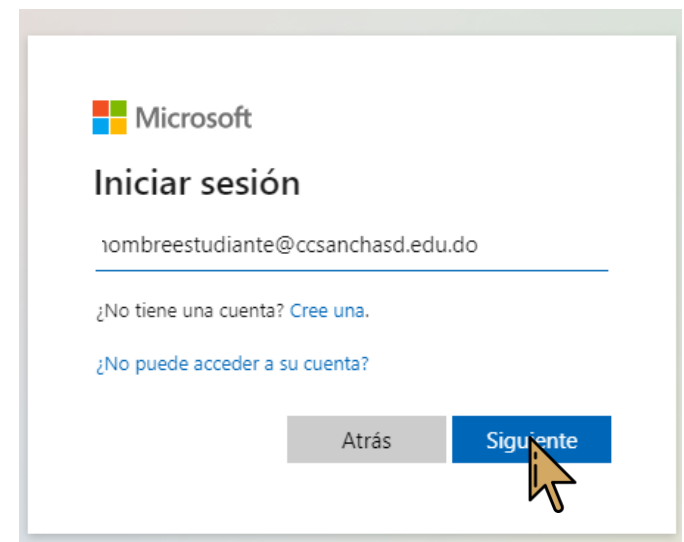 Microsoft
Iniciar sesión
nombreestudiante@ccsanchasd.edu.do
¿No tiene una cuenta? Cree una.
¿No puede acceder a su cuenta?
Atrás
Siguiente